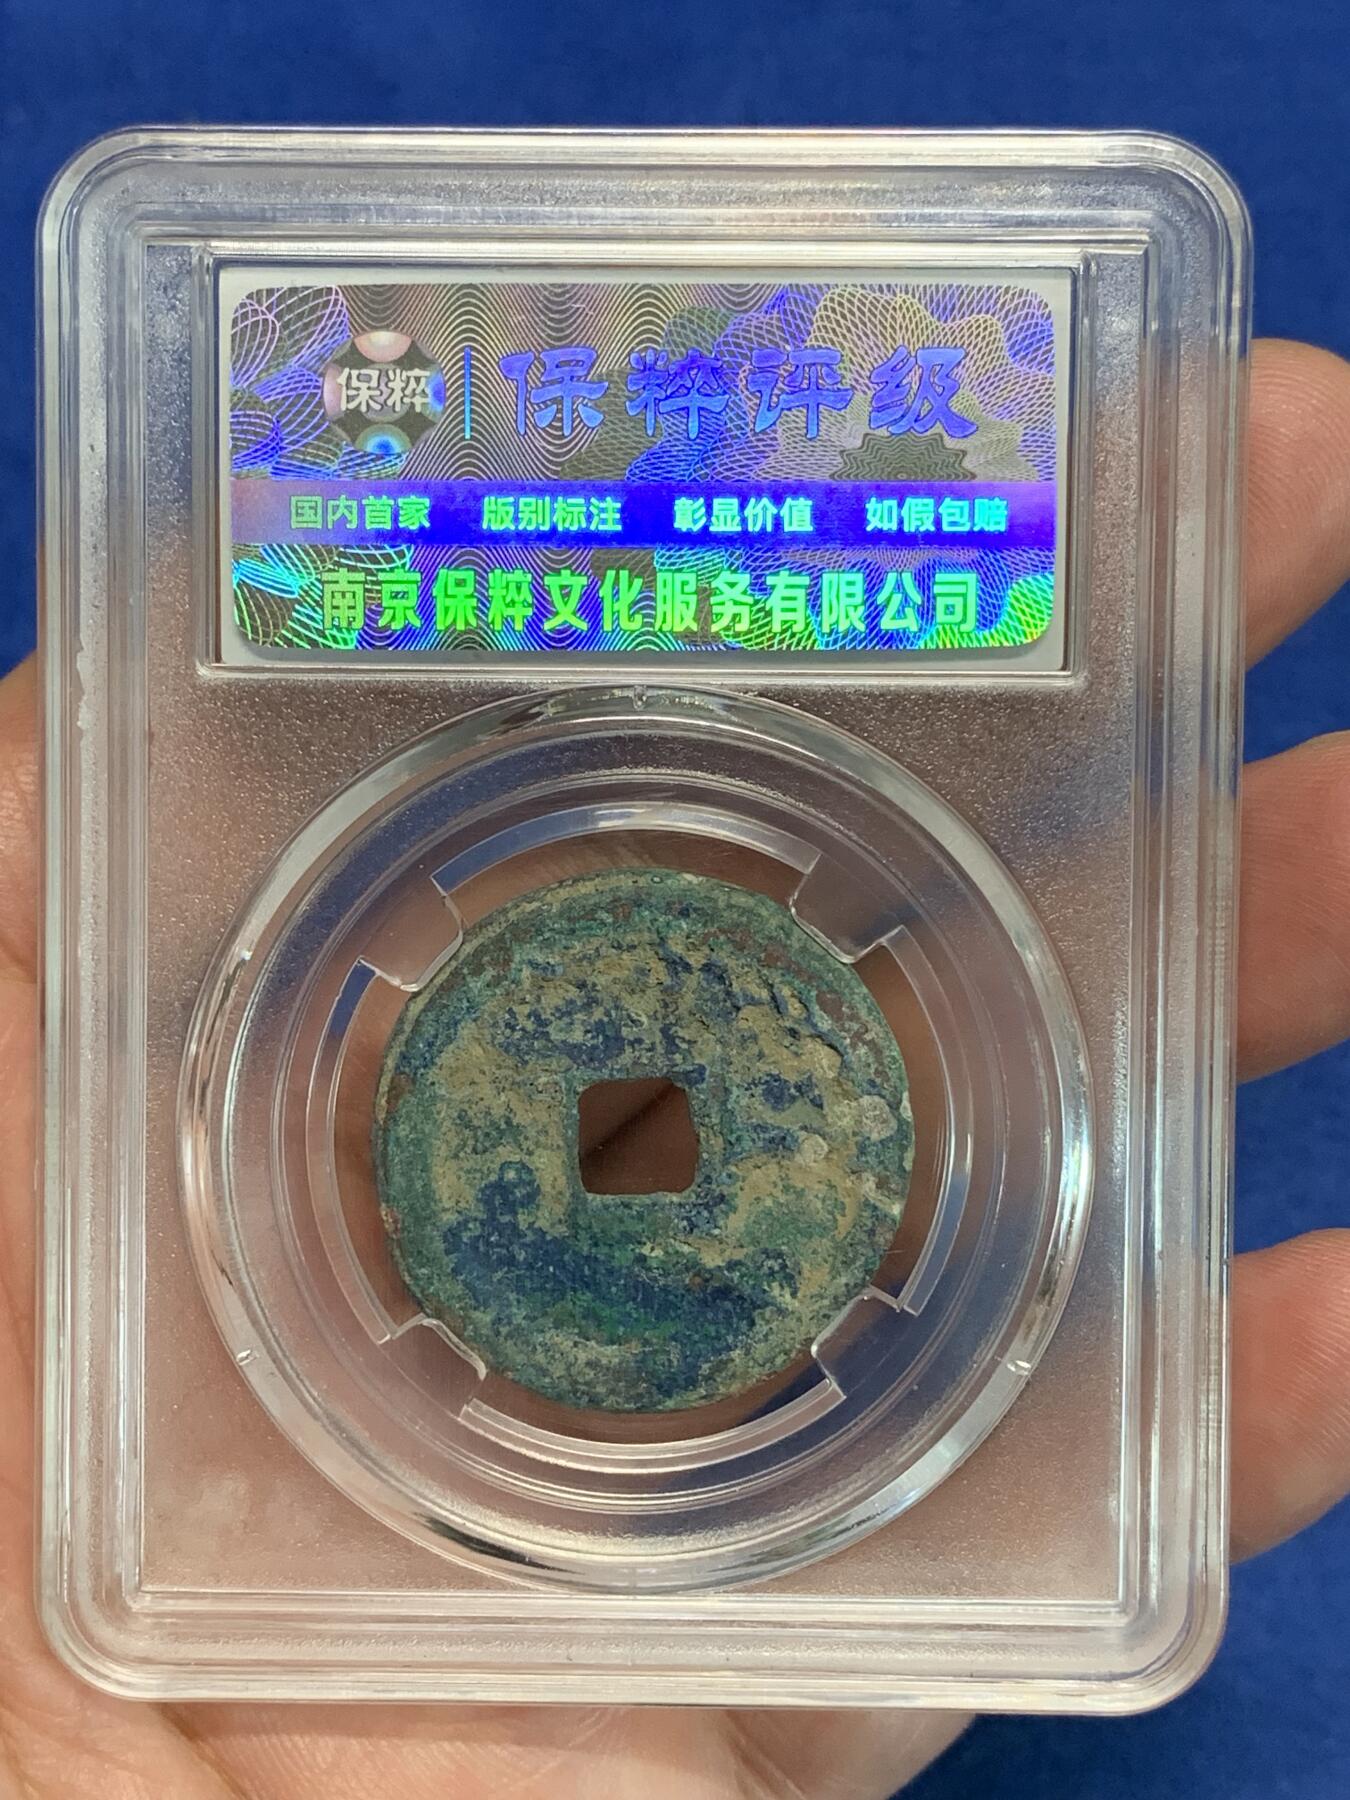 保粹 保粹评级
国内首家 版别标注 彰显价值 如假包赔
南京保粹文化服务有限公司